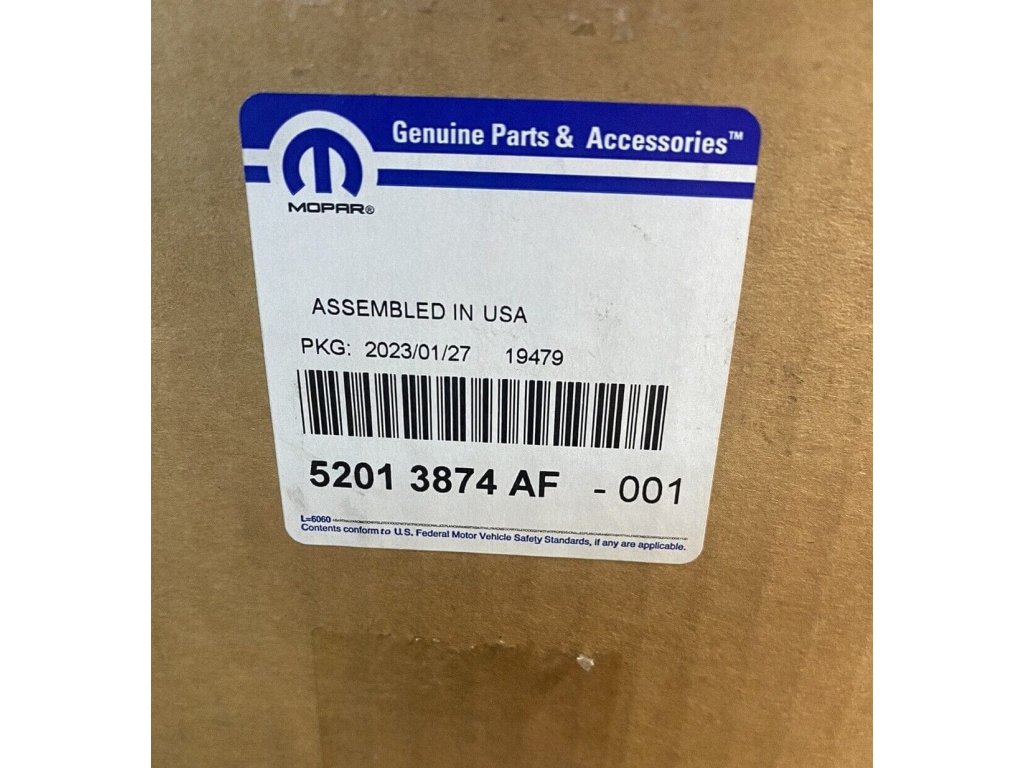 Genuine Parts & Accessories™
MOPAR®
ASSEMBLED IN USA
PKG: 2023/01/27 19479
5201 3874 AF - 001
L=6060
Contents conform to U.S. Federal Motor Vehicle Safety Standards, if any are applicable.